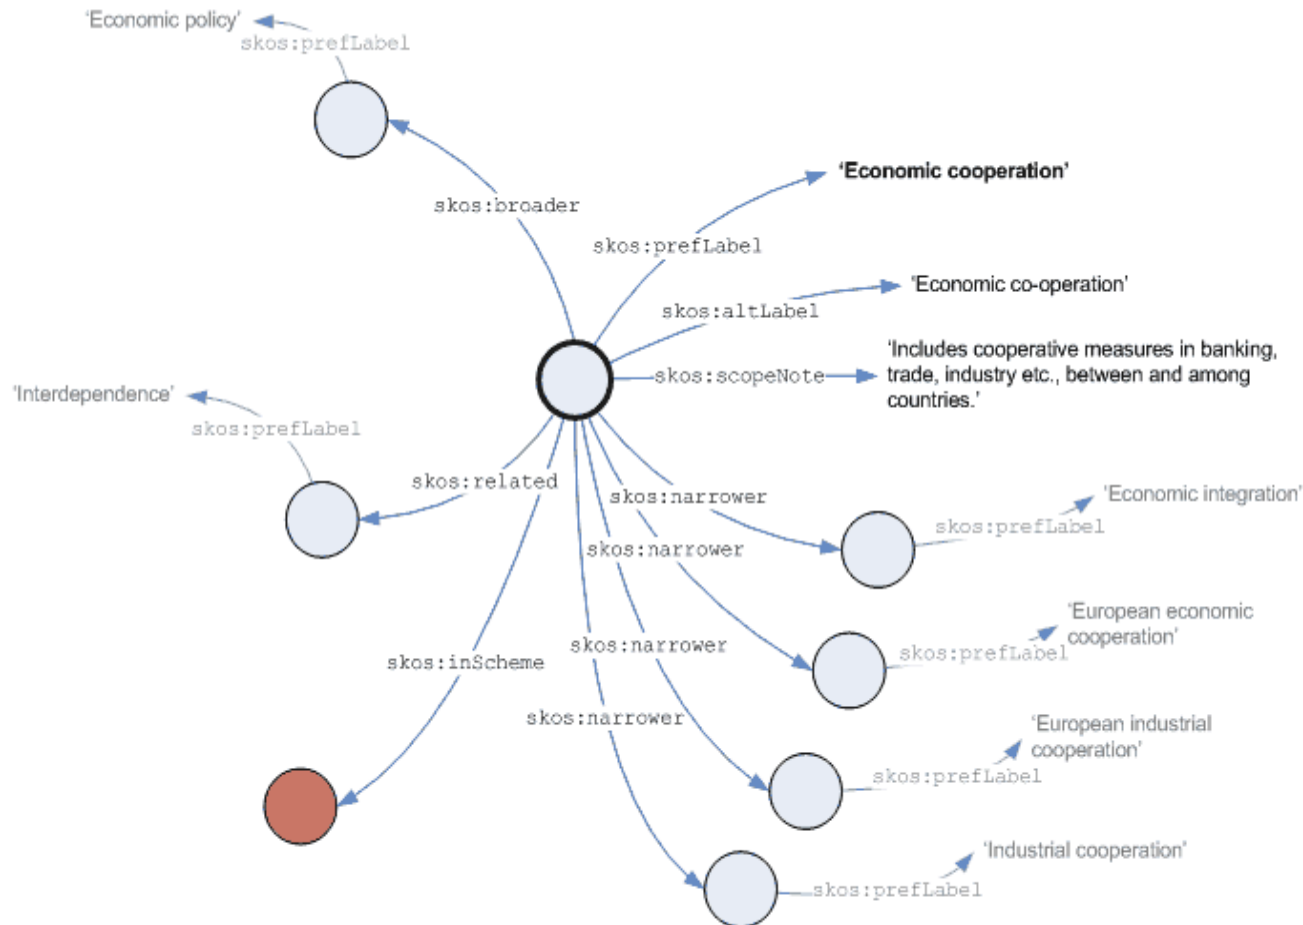 ‘Economic policy’
skos:prefLabel
skos:broader
‘Economic cooperation’
skos:prefLabel
‘Economic co-operation’
skos:altLabel
‘Includes cooperative measures in banking,
trade, industry etc., between and among
countries.’
skos:scopeNote
‘Interdependence’
skos:prefLabel
skos:related
skos:narrower
‘Economic integration’
skos:prefLabel
skos:narrower
‘European economic
cooperation’
skos:prefLabel
skos:narrower
skos:inScheme
skos:narrower
‘European industrial
cooperation’
skos:prefLabel
‘Industrial cooperation’
skos:prefLabel